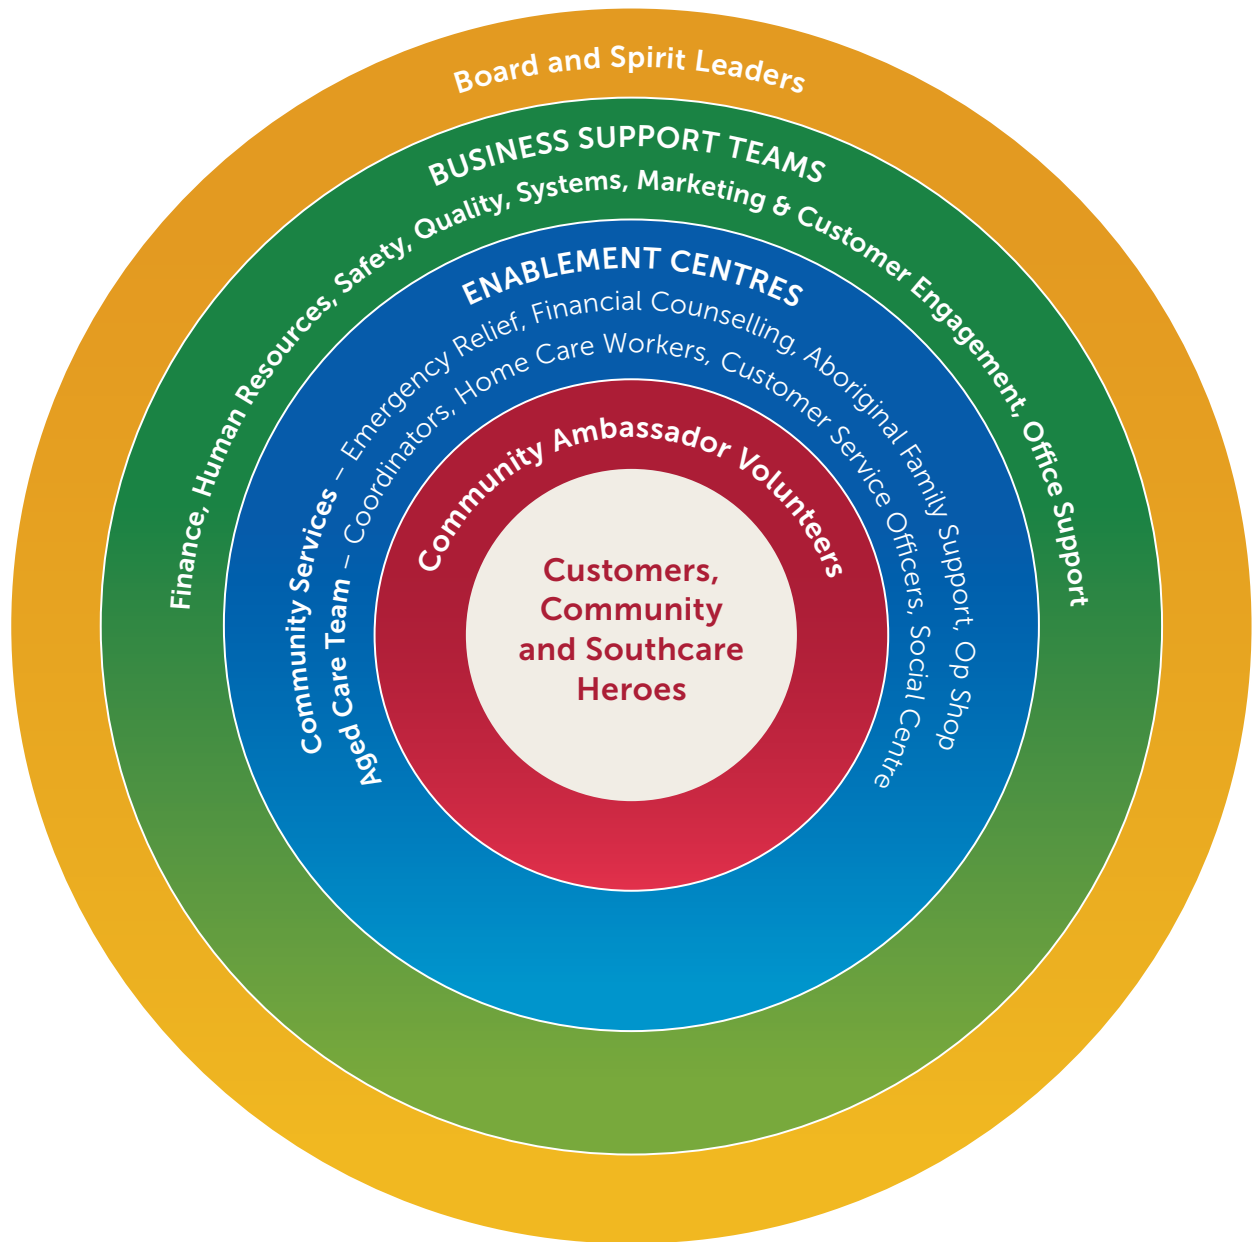 Board and Spirit Leaders
BUSINESS SUPPORT TEAMS
Finance, Human Resources, Safety, Quality, Systems, Marketing & Customer Engagement, Office Support
ENABLEMENT CENTRES
Community Services – Emergency Relief, Financial Counselling, Aboriginal Family Support, Op Shop
Aged Care Team – Coordinators, Home Care Workers, Customer Service Officers, Social Centre
Community Ambassador Volunteers
Customers,
Community
and Southcare
Heroes